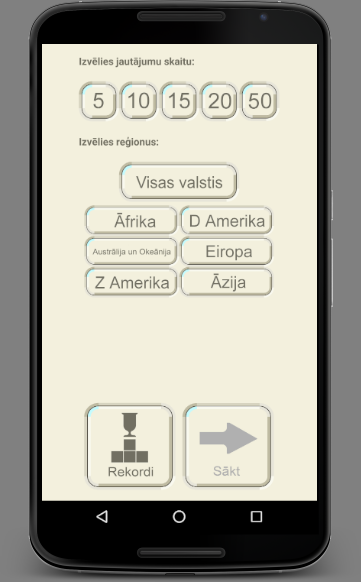 Izvēlies jautājumu skaitu:
5 10 15 20 50
Izvēlies reģionus:
Visas valstis
Āfrika D Amerika
Austrālija un Okeānija Eiropa
Z Amerika Āzija
Rekordi Sākt